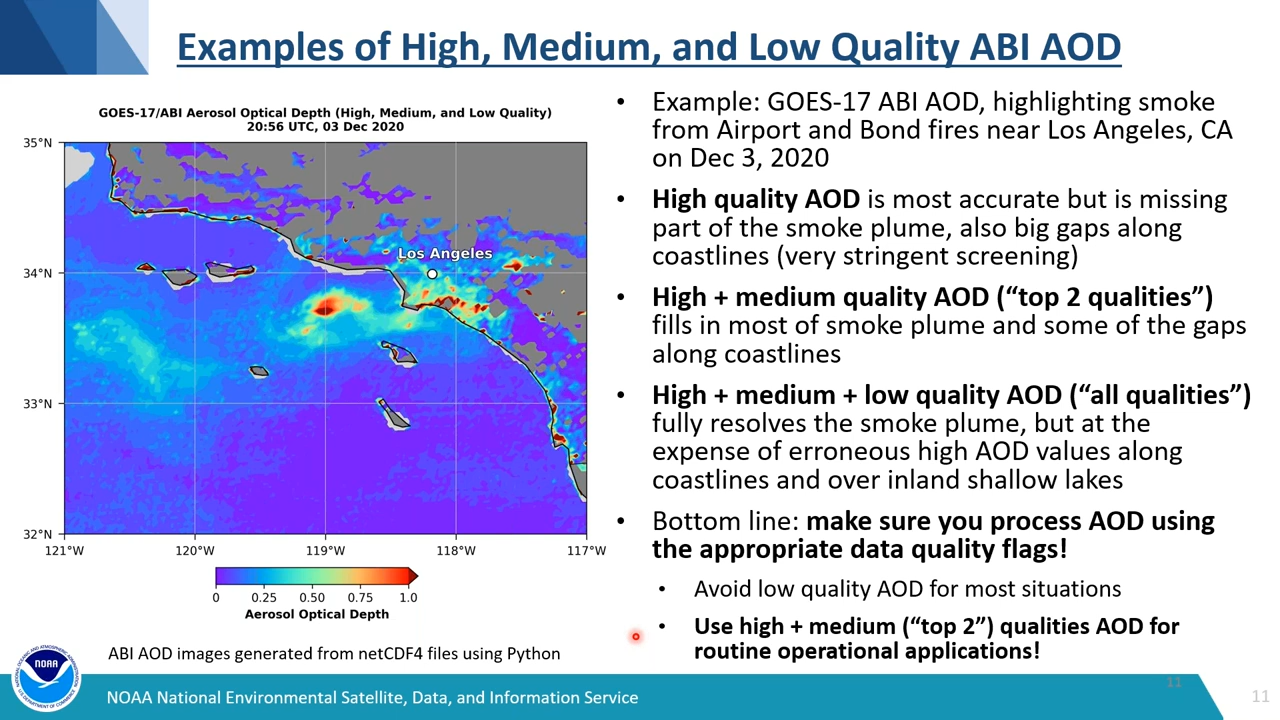 Examples of High, Medium, and Low Quality ABI AOD
GOES-17/ABI Aerosol Optical Depth (High, Medium, and Low Quality)
20:56 UTC, 03 Dec 2020
35°N
34°N
33°N
32°N
121°W
120°W
119°W
118°W
117°W
Los Angeles
0
0.25
0.50
0.75
1.0
Aerosol Optical Depth
ABI AOD images generated from netCDF4 files using Python
• Example: GOES-17 ABI AOD, highlighting smoke
from Airport and Bond fires near Los Angeles, CA
on Dec 3, 2020
• High quality AOD is most accurate but is missing
part of the smoke plume, also big gaps along
coastlines (very stringent screening)
• High + medium quality AOD (“top 2 qualities”)
fills in most of smoke plume and some of the gaps
along coastlines
• High + medium + low quality AOD (“all qualities”)
fully resolves the smoke plume, but at the
expense of erroneous high AOD values along
coastlines and over inland shallow lakes
• Bottom line: make sure you process AOD using
the appropriate data quality flags!
• Avoid low quality AOD for most situations
• Use high + medium (“top 2”) qualities AOD for
routine operational applications!
NOAA
NOAA National Environmental Satellite, Data, and Information Service
11
11